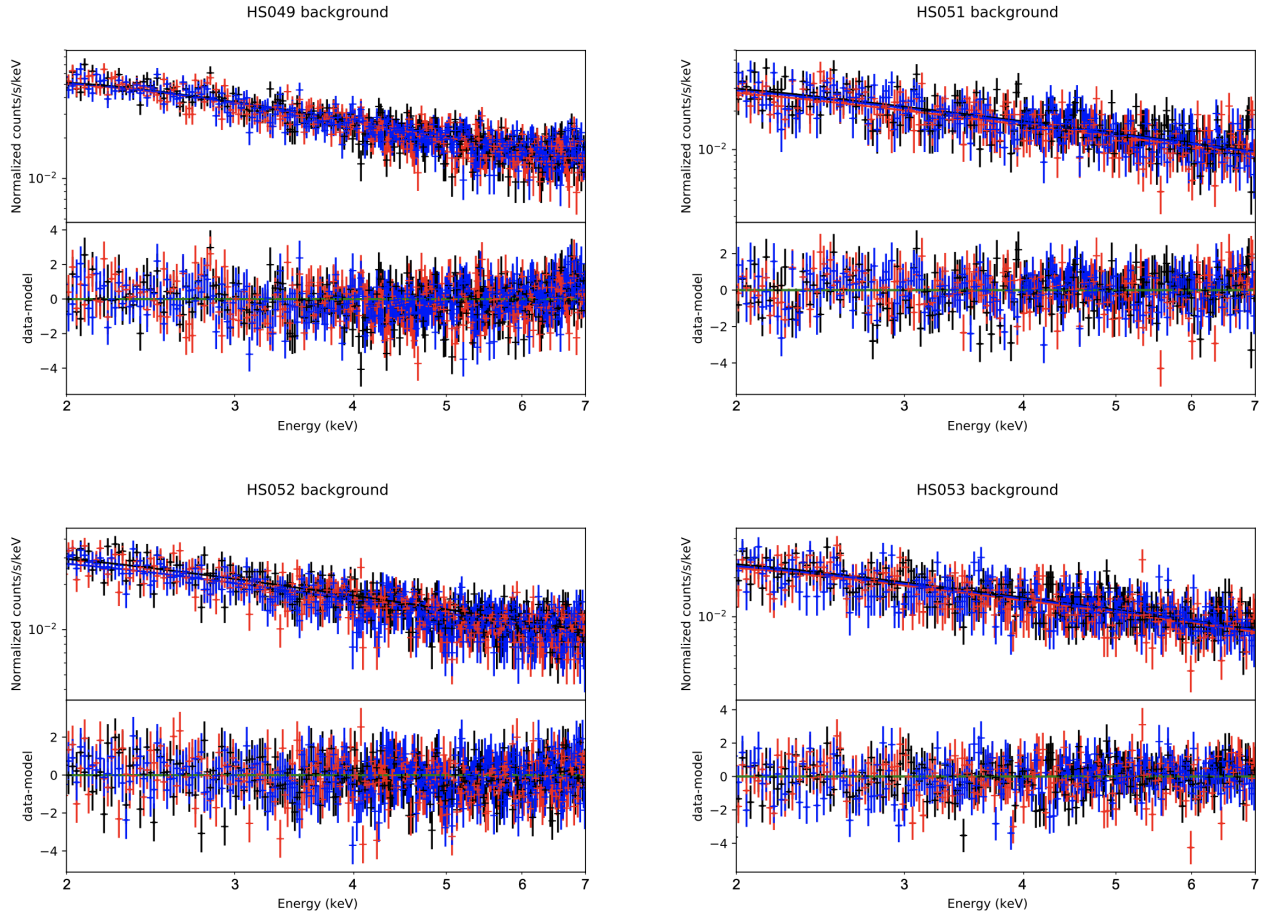 HS049 background
Normalized counts/s/keV
10⁻²
4
2
0
−2
−4
data-model
2
3
4
5
6
7
Energy (keV)
HS051 background
Normalized counts/s/keV
10⁻²
2
0
−2
−4
data-model
2
3
4
5
6
7
Energy (keV)
HS052 background
Normalized counts/s/keV
10⁻²
2
0
−2
−4
data-model
2
3
4
5
6
7
Energy (keV)
HS053 background
Normalized counts/s/keV
10⁻²
4
2
0
−2
−4
data-model
2
3
4
5
6
7
Energy (keV)